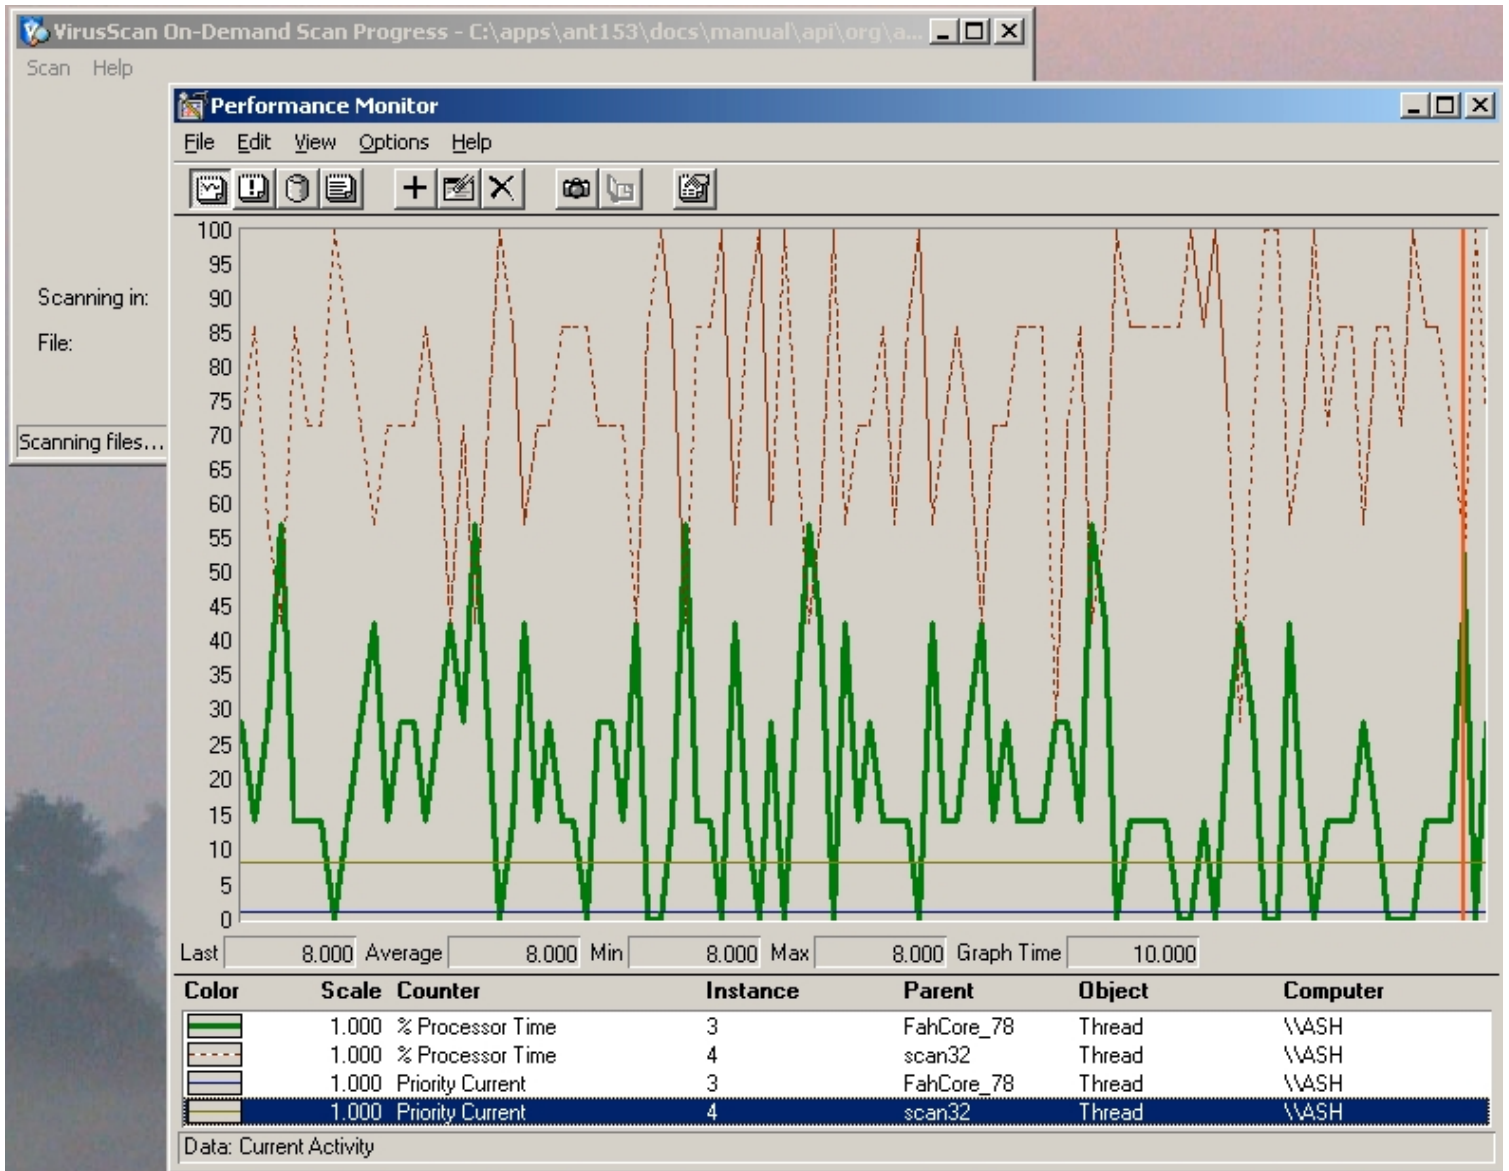 VirusScan On-Demand Scan Progress - C:\apps\ant153\docs\manual\api\org\a...
Scan Help
Scanning in:
File:
Scanning files...
Performance Monitor
File Edit View Options Help
100
95
90
85
80
75
70
65
60
55
50
45
40
35
30
25
20
15
10
5
0
Last 8.000 Average 8.000 Min 8.000 Max 8.000 Graph Time 10.000
Color Scale Counter Instance Parent Object Computer
1.000 % Processor Time 3 FahCore_78 Thread \\ASH
1.000 % Processor Time 4 scan32 Thread \\ASH
1.000 Priority Current 3 FahCore_78 Thread \\ASH
1.000 Priority Current 4 scan32 Thread \\ASH
Data: Current Activity